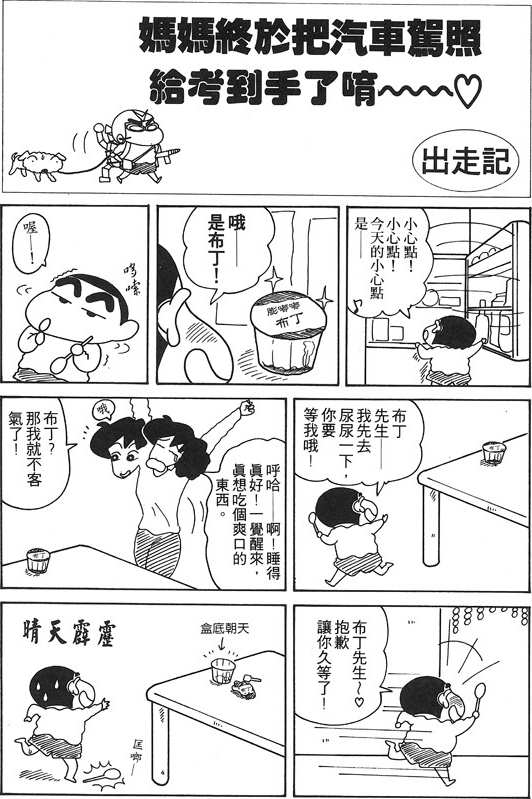 媽媽終於把汽車駕照
給考到手了唷~~~~♡
出走記
小心點!
小心點!
今天的小心點
是——♪
哦——
是布丁!
膨嘟嘟
布丁
喔——!
哆嗦
布丁
先生——
我先去
尿尿一下,
你要
等我哦!
呼哈——啊!睡得
真好!一覺醒來,
真想吃個爽口的
東西。
哦
布丁?
那我就不客
氣了!
布丁先生~♡
抱歉
讓你久等了!
盒底朝天
晴天霹靂
匡啷——